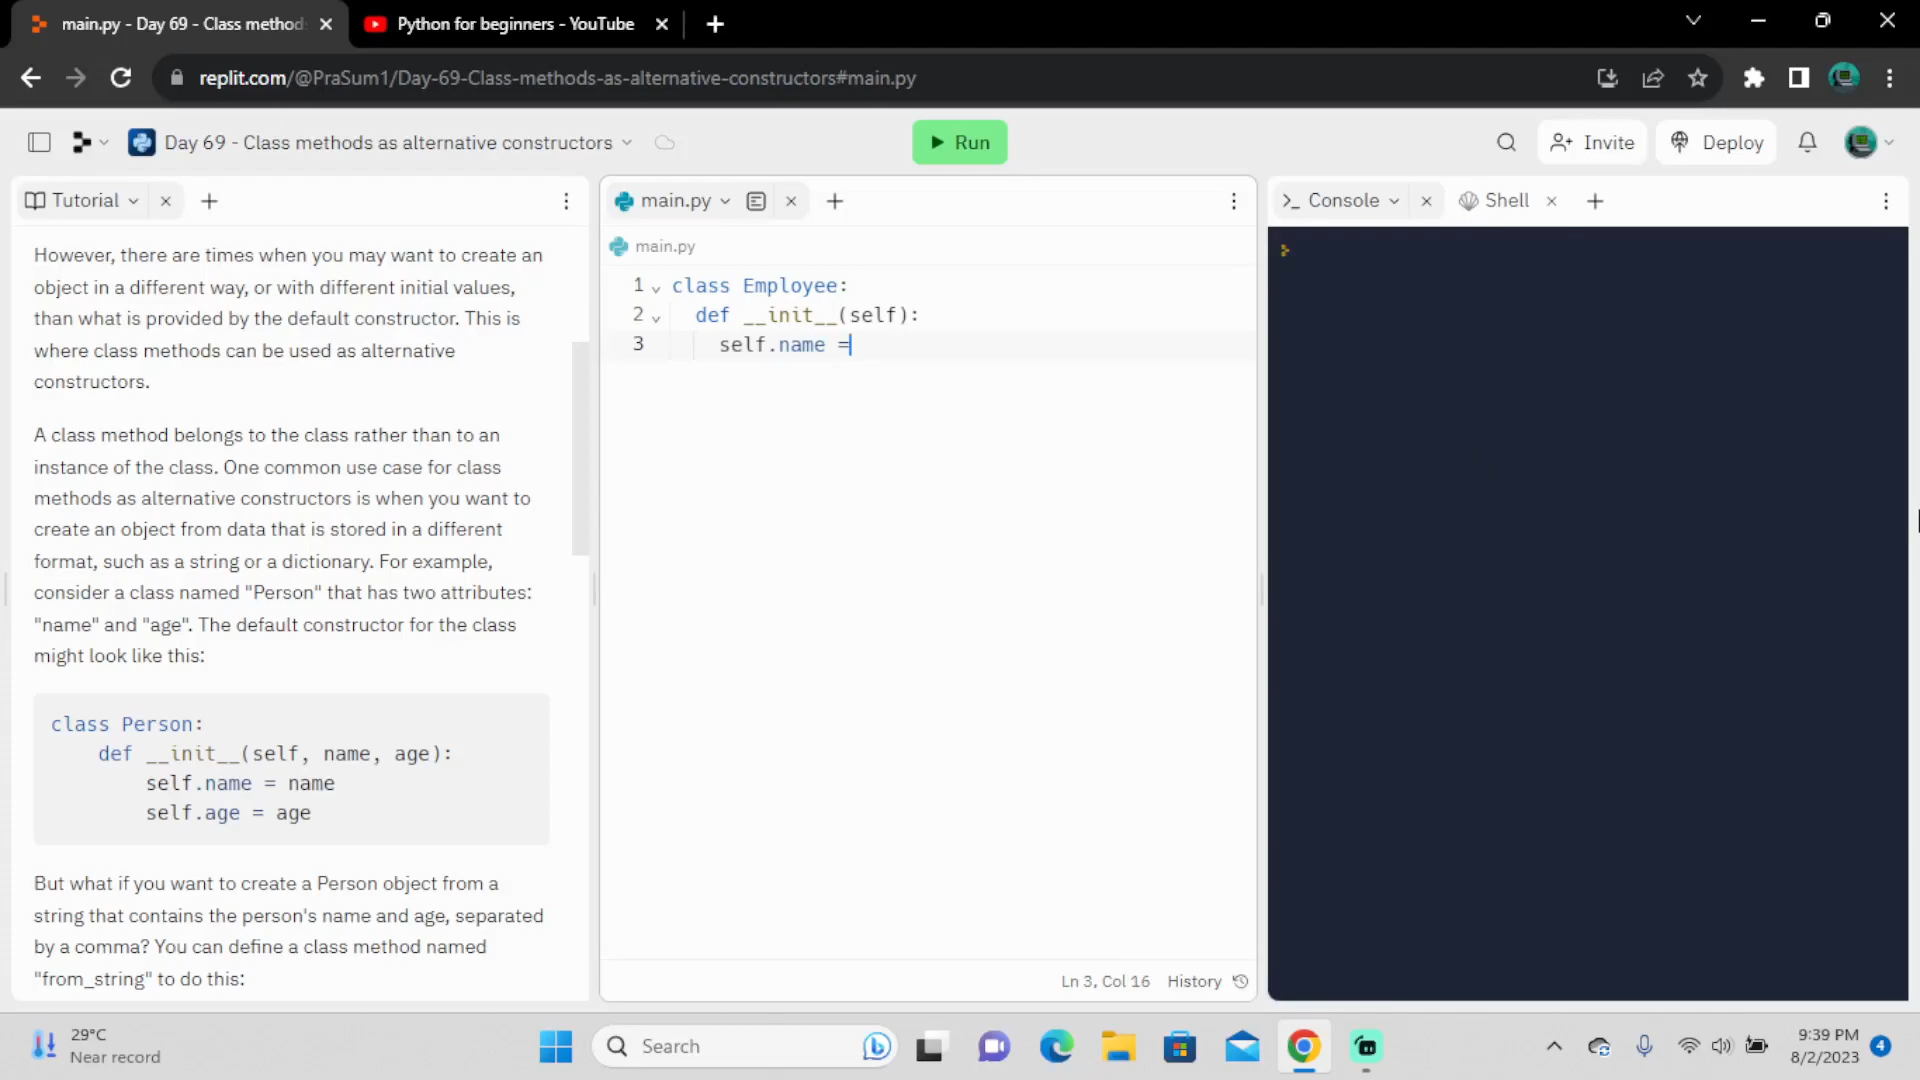 main.py - Day 69 - Class method
Python for beginners - YouTube
replit.com/@PraSum1/Day-69-Class-methods-as-alternative-constructors#main.py
Day 69 - Class methods as alternative constructors
Run
Invite
Deploy
Tutorial
main.py
Console
Shell
However, there are times when you may want to create an
object in a different way, or with different initial values,
than what is provided by the default constructor. This is
where class methods can be used as alternative
constructors.
A class method belongs to the class rather than to an
instance of the class. One common use case for class
methods as alternative constructors is when you want to
create an object from data that is stored in a different
format, such as a string or a dictionary. For example,
consider a class named "Person" that has two attributes:
"name" and "age". The default constructor for the class
might look like this:
class Person:
    def __init__(self, name, age):
        self.name = name
        self.age = age
But what if you want to create a Person object from a
string that contains the person's name and age, separated
by a comma? You can define a class method named
"from_string" to do this:
main.py
1 class Employee:
2   def __init__(self):
3     self.name =
Ln 3, Col 16 History
29°C
Near record
Search
9:39 PM
8/2/2023
4